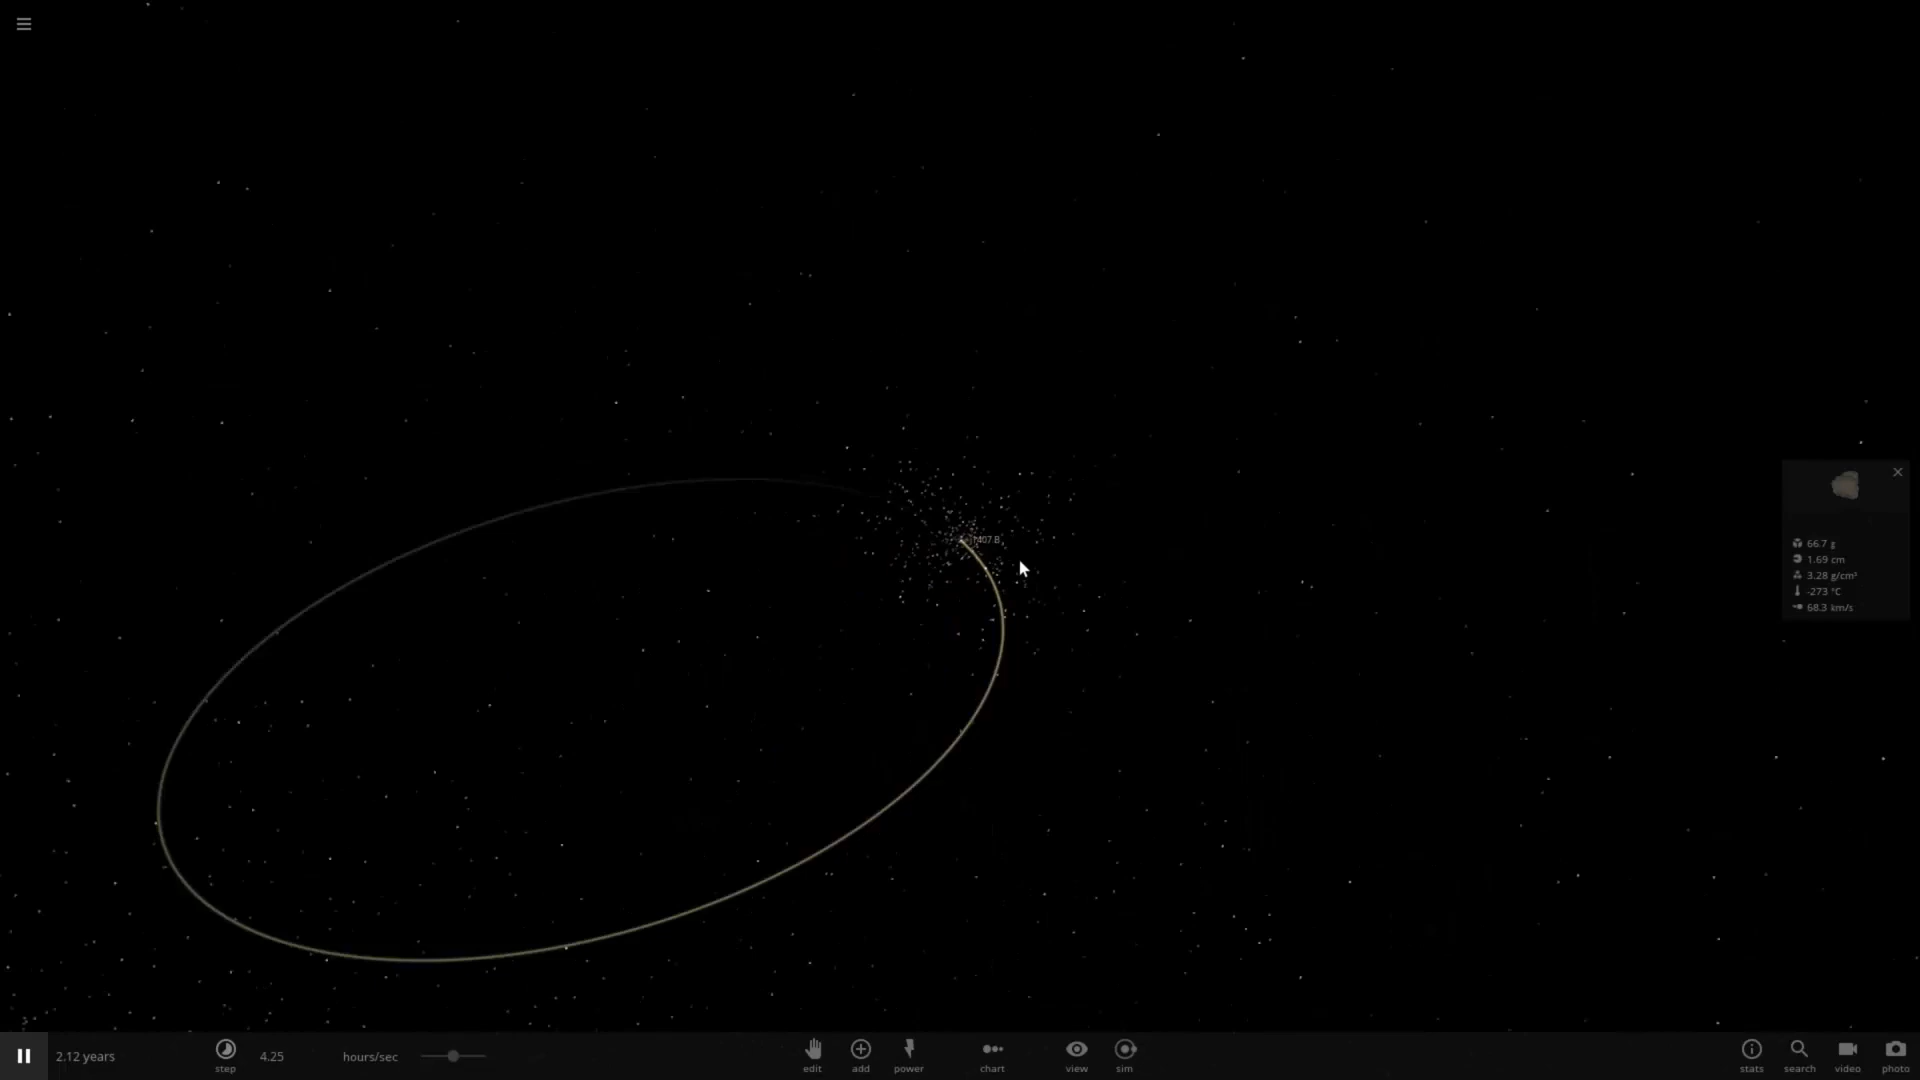 J1407 B
66.7 g
1.69 cm
3.28 g/cm³
-273 °C
68.3 km/s
2.12 years
step
4.25 hours/sec
edit
add
power
chart
view
sim
stats
search
video
photo